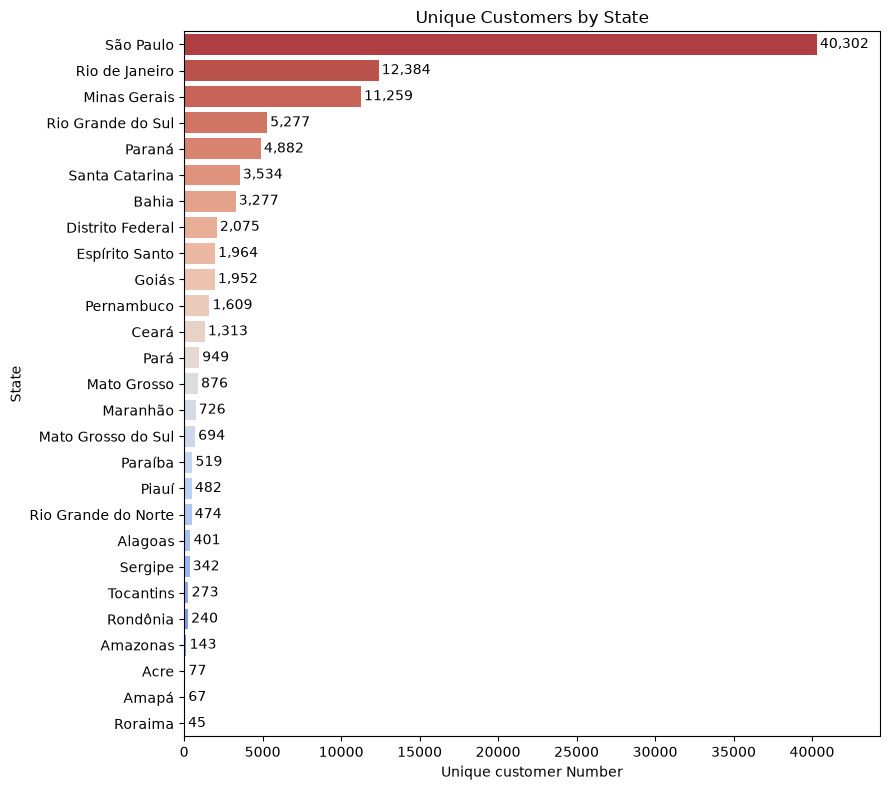 Unique Customers by State
São Paulo 40,302
Rio de Janeiro 12,384
Minas Gerais 11,259
Rio Grande do Sul 5,277
Paraná 4,882
Santa Catarina 3,534
Bahia 3,277
Distrito Federal 2,075
Espírito Santo 1,964
Goiás 1,952
Pernambuco 1,609
Ceará 1,313
Pará 949
Mato Grosso 876
Maranhão 726
Mato Grosso do Sul 694
Paraíba 519
Piauí 482
Rio Grande do Norte 474
Alagoas 401
Sergipe 342
Tocantins 273
Rondônia 240
Amazonas 143
Acre 77
Amapá 67
Roraima 45
State
0 5000 10000 15000 20000 25000 30000 35000 40000
Unique customer Number